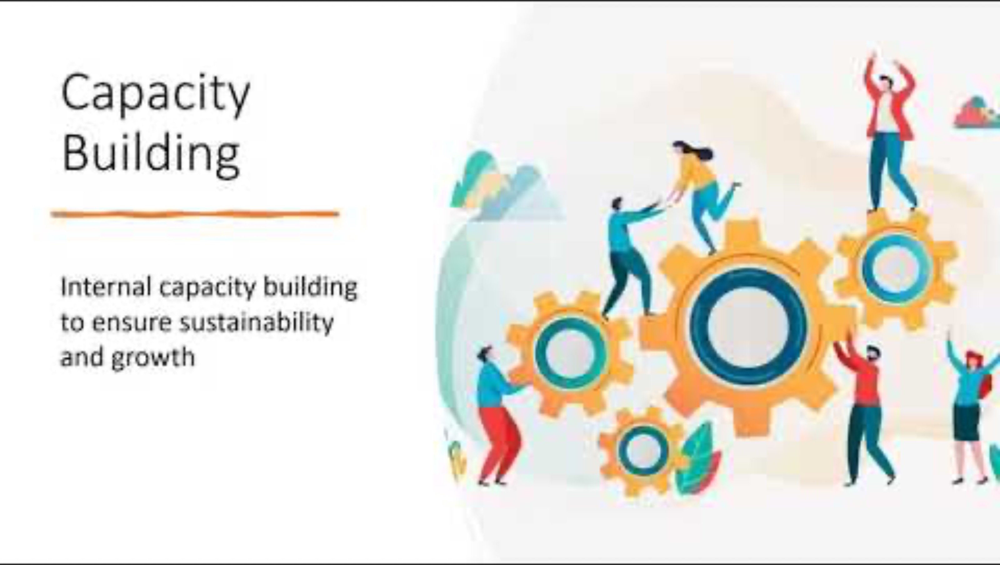 Capacity
Building
Internal capacity building
to ensure sustainability
and growth